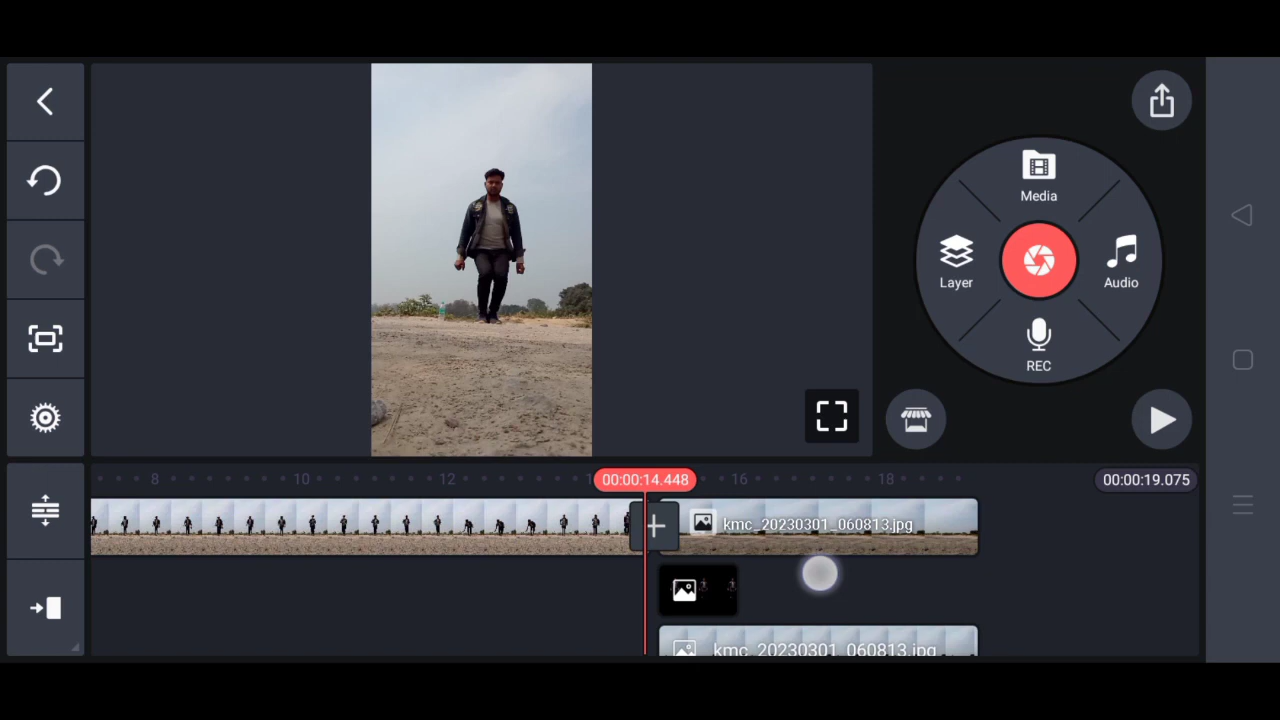 Media
Layer
Audio
REC
8
10
12
00:00:14.448
16
18
00:00:19.075
kmc_20230301_060813.jpg
kmc_20230301_060813.jpg